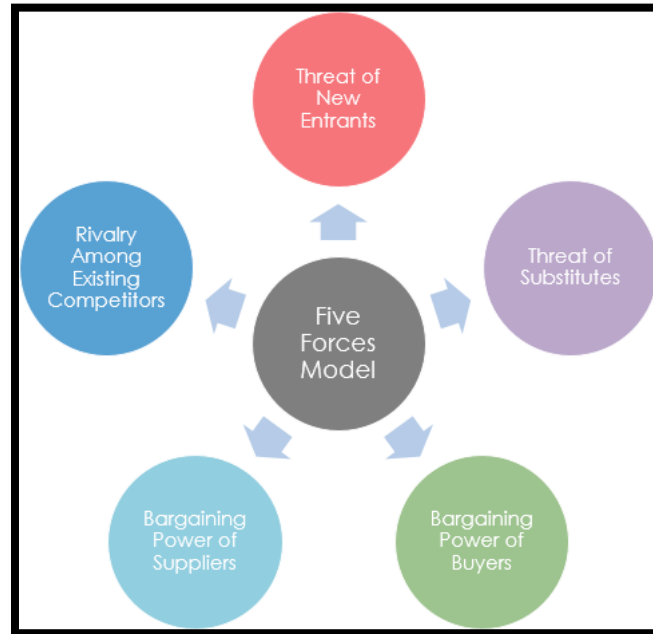 Threat of
New
Entrants
Rivalry
Among
Existing
Competitors
Threat of
Substitutes
Five
Forces
Model
Bargaining
Power of
Suppliers
Bargaining
Power of
Buyers